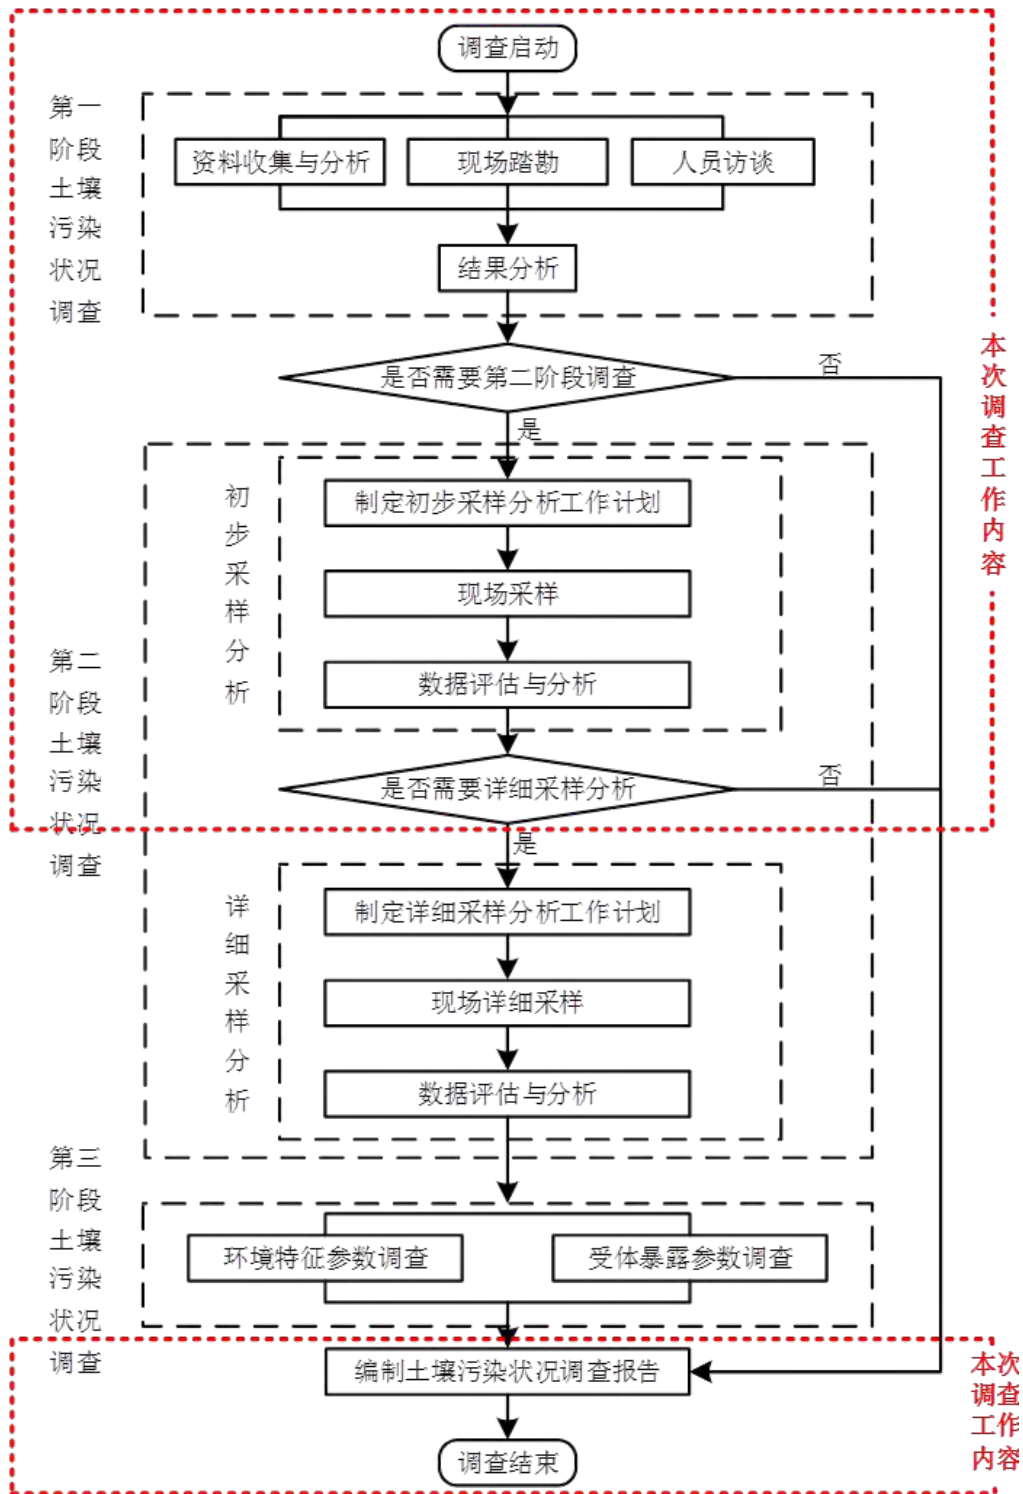 调查启动
第一
阶段
土壤
污染
状况
调查
资料收集与分析
现场踏勘
人员访谈
结果分析
是否需要第二阶段调查
否
是
本次调查工作内容
第二
阶段
土壤
污染
状况
调查
初步采样分析
制定初步采样分析工作计划
现场采样
数据评估与分析
是否需要详细采样分析
否
是
详细采样分析
制定详细采样分析工作计划
现场详细采样
数据评估与分析
第三
阶段
土壤
污染
状况
调查
环境特征参数调查
受体暴露参数调查
编制土壤污染状况调查报告
本次
调查
工作
内容
调查结束